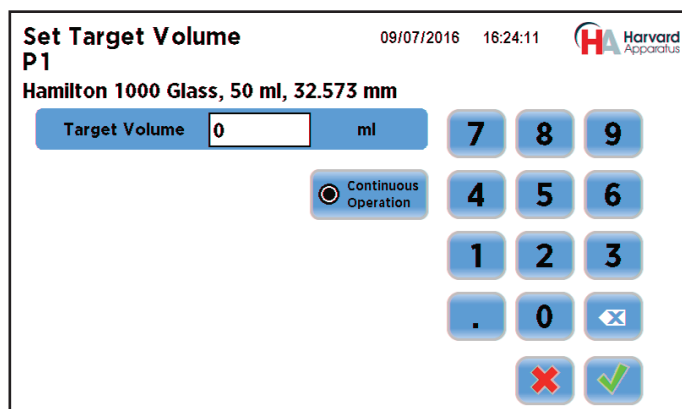 Set Target Volume
P1
09/07/2016 16:24:11
HA Harvard
Apparatus
Hamilton 1000 Glass, 50 ml, 32.573 mm
Target Volume 0 ml
Continuous
Operation
7 8 9
4 5 6
1 2 3
. 0